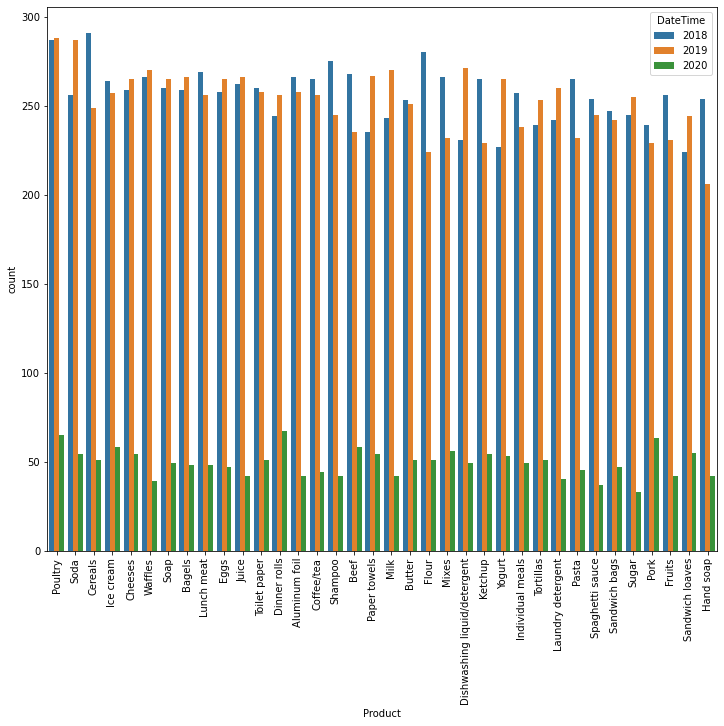 DateTime
2018
2019
2020
300
250
200
150
100
50
0
count
Poultry
Soda
Cereals
Ice cream
Cheeses
Waffles
Soap
Bagels
Lunch meat
Eggs
Juice
Toilet paper
Dinner rolls
Aluminum foil
Coffee/tea
Shampoo
Beef
Paper towels
Milk
Butter
Flour
Mixes
Dishwashing liquid/detergent
Ketchup
Yogurt
Individual meals
Tortillas
Laundry detergent
Pasta
Spaghetti sauce
Sandwich bags
Sugar
Pork
Fruits
Sandwich loaves
Hand soap
Product